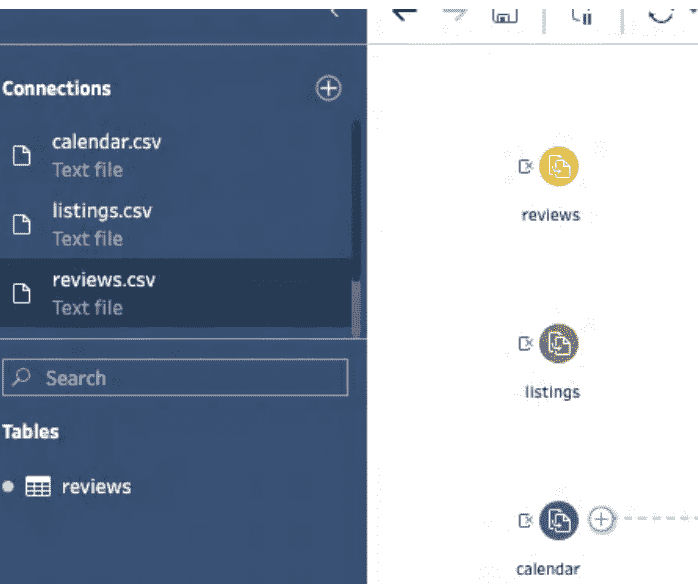 Connections
calendar.csv
Text file
listings.csv
Text file
reviews.csv
Text file
Search
Tables
reviews
reviews
listings
calendar